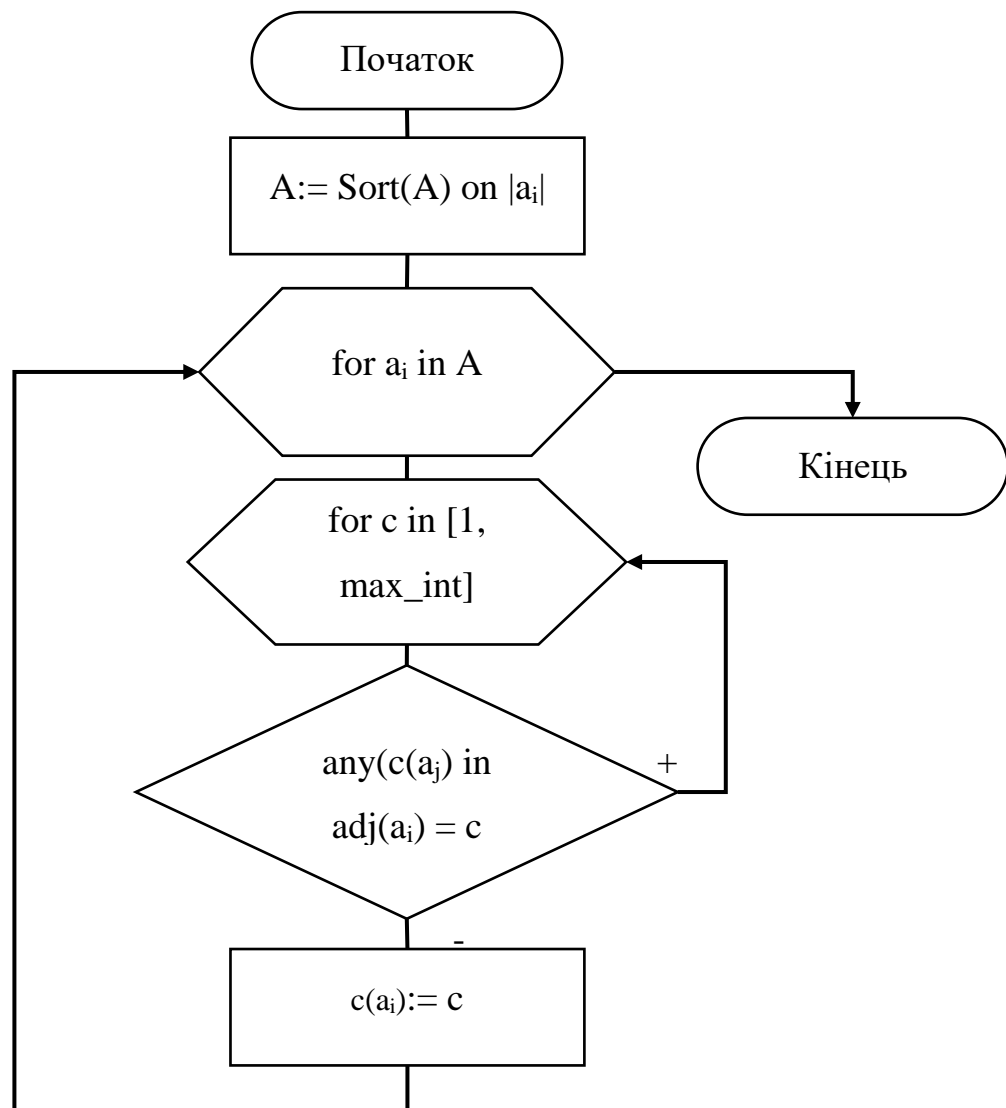 Початок
A:= Sort(A) on |aᵢ|
for aᵢ in A
Кінець
for c in [1,
max_int]
any(c(aⱼ) in
adj(aᵢ) = c
+
-
c(aᵢ):= c